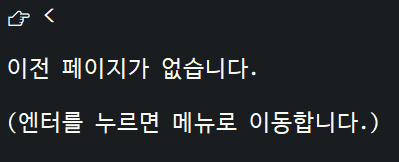 👉 <
이전 페이지가 없습니다.
(엔터를 누르면 메뉴로 이동합니다.)